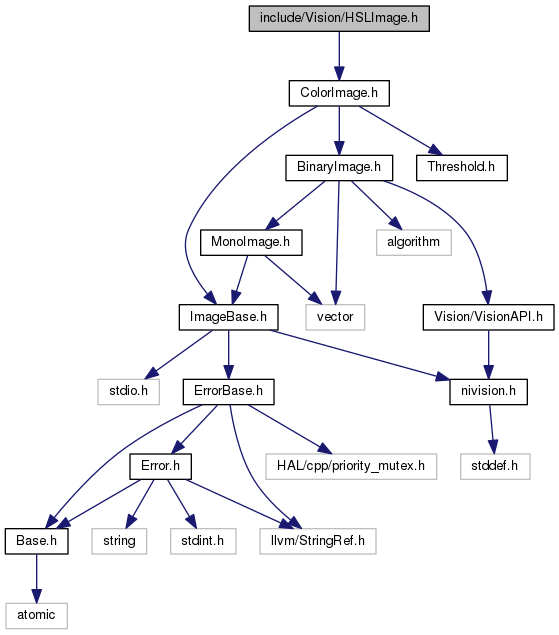 include/Vision/HSLImage.h
ColorImage.h
BinaryImage.h
Threshold.h
MonoImage.h
algorithm
ImageBase.h
vector
Vision/VisionAPI.h
stdio.h
ErrorBase.h
nivision.h
Error.h
HAL/cpp/priority_mutex.h
stddef.h
Base.h
string
stdint.h
llvm/StringRef.h
atomic